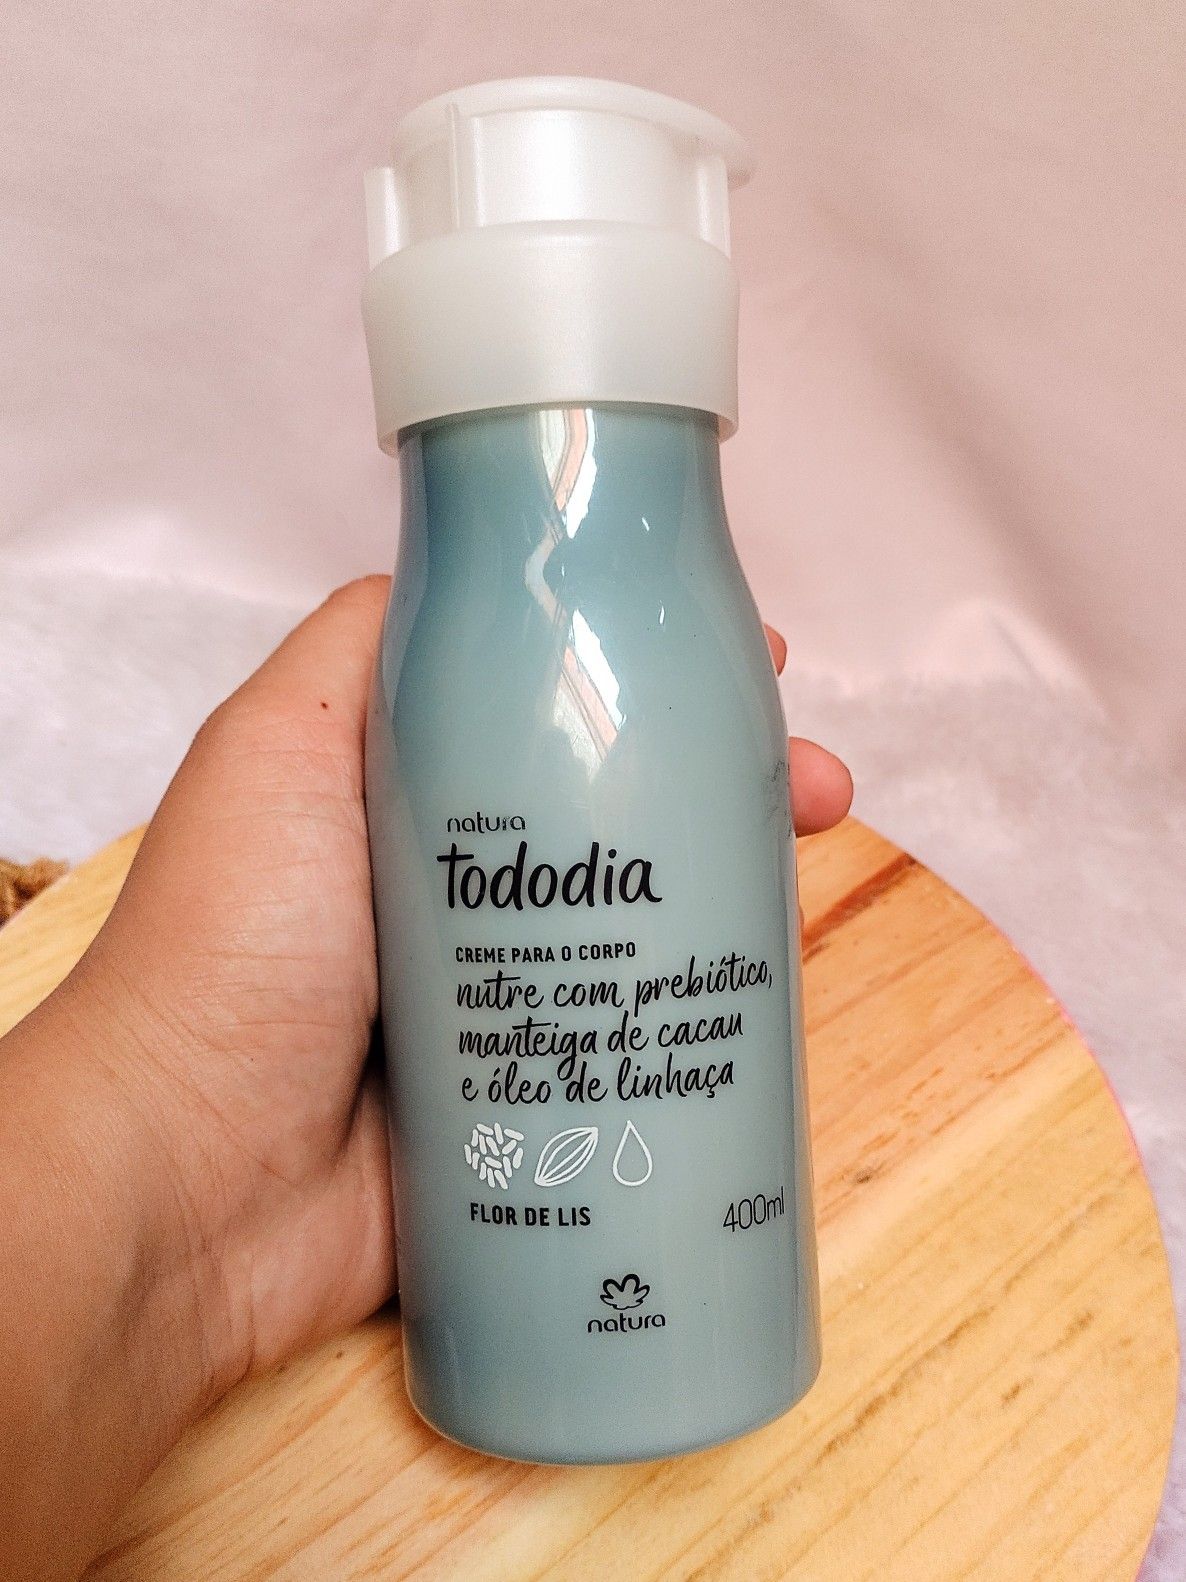 natura
tododia
CREME PARA O CORPO
nutre com prebiótico,
manteiga de cacau
e óleo de linhaça
FLOR DE LIS
400ml
natura